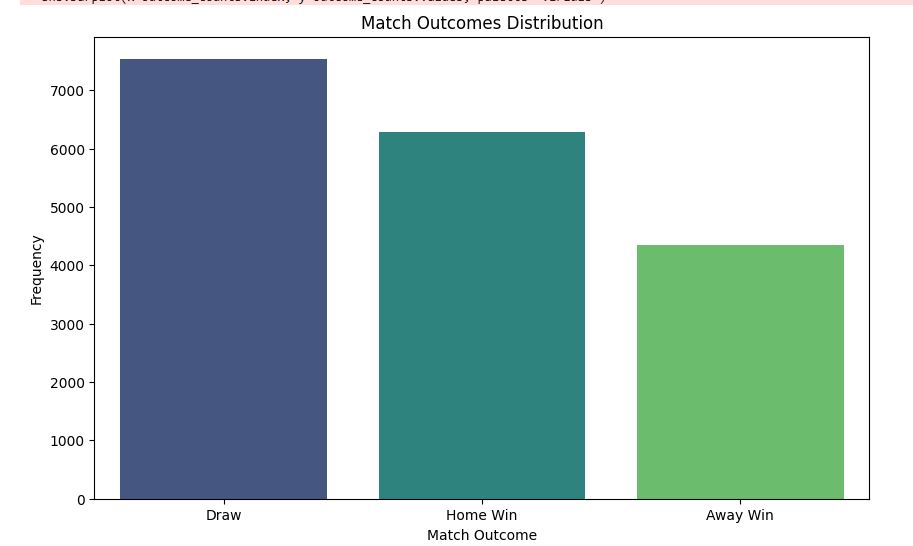 Match Outcomes Distribution
7000
6000
5000
4000
3000
2000
1000
0
Frequency
Draw
Home Win
Away Win
Match Outcome